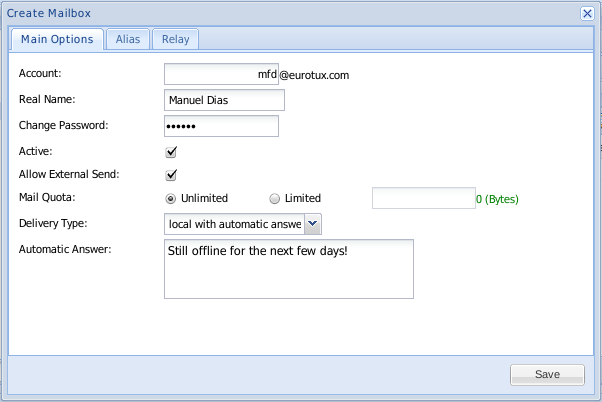 Create Mailbox
Main Options Alias Relay
Account: mfd @eurotux.com
Real Name: Manuel Dias
Change Password: ••••••
Active:
Allow External Send:
Mail Quota: Unlimited Limited 0 (Bytes)
Delivery Type: local with automatic answe
Automatic Answer: Still offline for the next few days!
Save